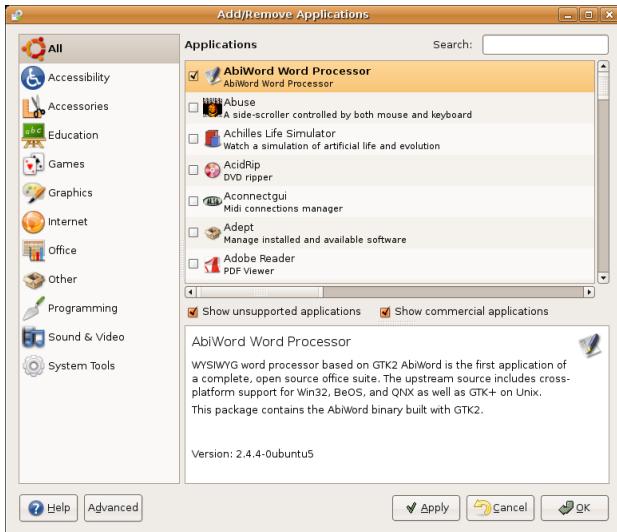 Add/Remove Applications
All
Accessibility
Accessories
Education
Games
Graphics
Internet
Office
Other
Programming
Sound & Video
System Tools
Applications
Search:
AbiWord Word Processor
AbiWord Word Processor
Abuse
A side-scroller controlled by both mouse and keyboard
Achilles Life Simulator
Watch a simulation of artificial life and evolution
AcidRip
DVD ripper
Aconnectgui
Midi connections manager
Adept
Manage installed and available software
Adobe Reader
PDF Viewer
Show unsupported applications
Show commercial applications
AbiWord Word Processor
WYSIWYG word processor based on GTK2 AbiWord is the first application of
a complete, open source office suite. The upstream source includes cross-
platform support for Win32, BeOS, and QNX as well as GTK+ on Unix.
This package contains the AbiWord binary built with GTK2.
Version: 2.4.4-0ubuntu5
Help
Advanced
Apply
Cancel
OK